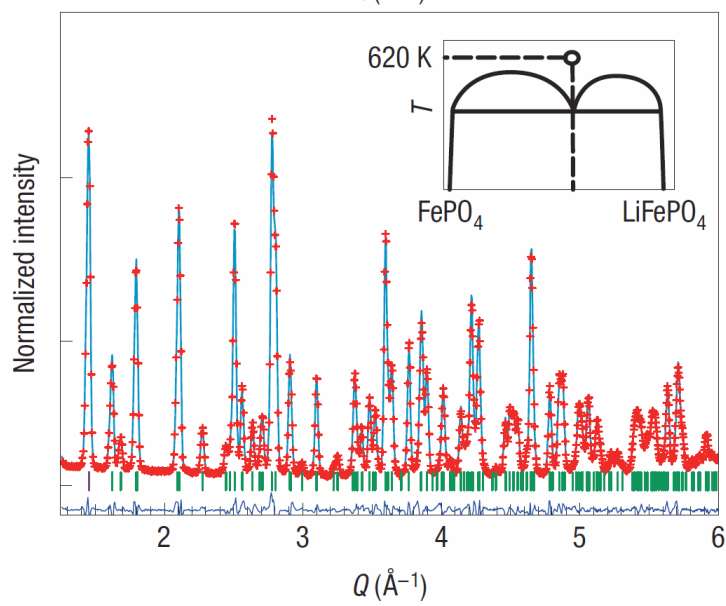 620 K
T
FePO4
LiFePO4
Normalized intensity
2 3 4 5 6
Q (Å–1)